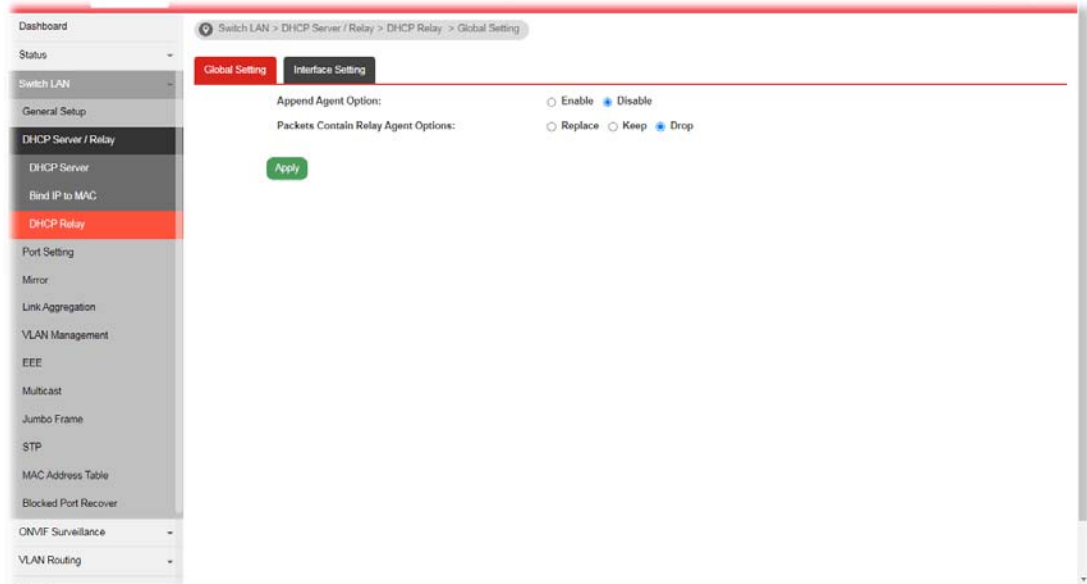 Dashboard
Switch LAN > DHCP Server / Relay > DHCP Relay > Global Setting
Status
Global Setting Interface Setting
Switch LAN
Append Agent Option: Enable Disable
General Setup
Packets Contain Relay Agent Options: Replace Keep Drop
DHCP Server / Relay
DHCP Server
Apply
Bind IP to MAC
DHCP Relay
Port Setting
Mirror
Link Aggregation
VLAN Management
EEE
Multicast
Jumbo Frame
STP
MAC Address Table
Blocked Port Recover
ONVIF Surveillance
VLAN Routing